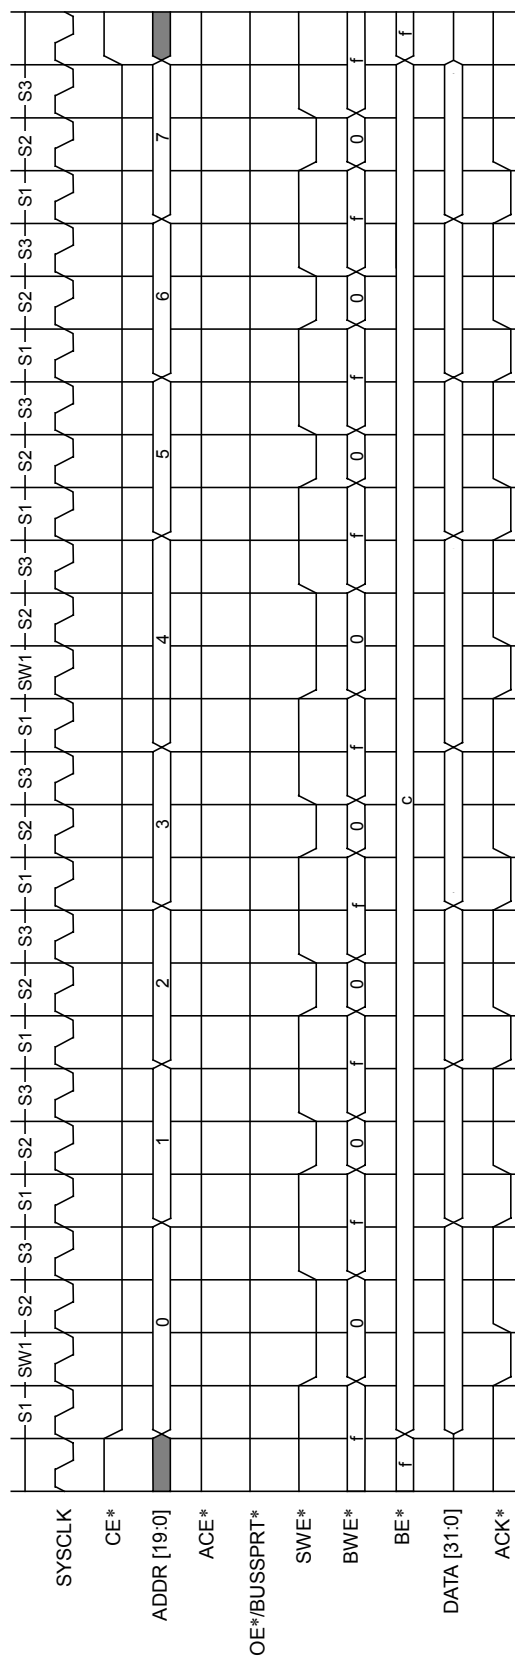 S1 SW1 S2 S3 S1 S2 S3 S1 S2 S3 S1 S2 S3 S1 SW1 S2 S3 S1 S2 S3 S1 S2 S3 S1 S2 S3
SYSCLK
CE*
ADDR [19:0] 0 1 2 3 4 5 6 7
ACE*
OE*/BUSSPRT*
SWE*
BWE* f 0 f 0 f 0 f 0 f 0 f 0 f 0 f 0 f
BE* f c f
DATA [31:0]
ACK*